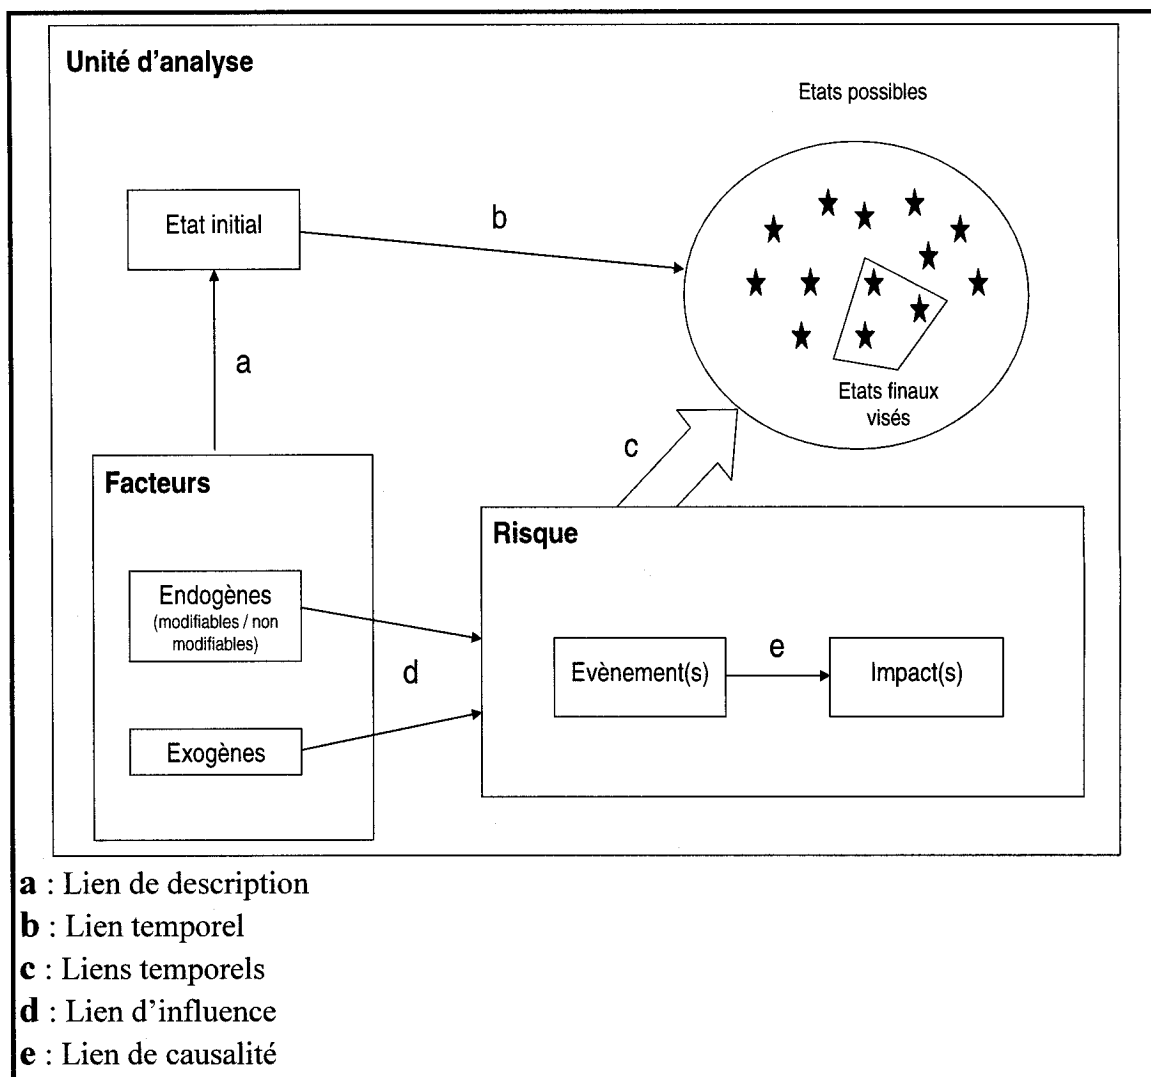 Unité d'analyse
Etats possibles
Etat initial
b
a
Etats finaux
visés
c
Facteurs
Risque
Endogènes
(modifiables / non
modifiables)
d
e
Evènement(s)
Impact(s)
Exogènes
a : Lien de description
b : Lien temporel
c : Liens temporels
d : Lien d'influence
e : Lien de causalité